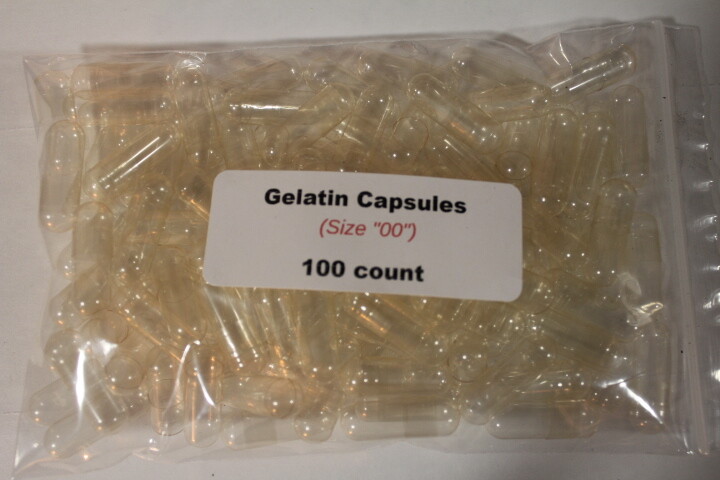 Gelatin Capsules
(Size "00")
100 count